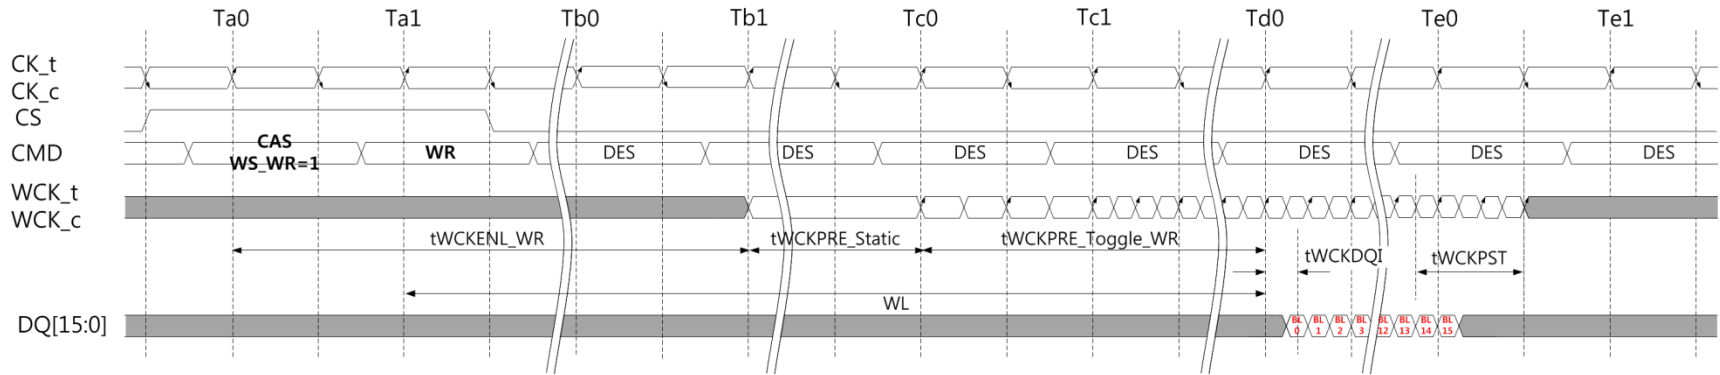 Ta0 Ta1 Tb0 Tb1 Tc0 Tc1 Td0 Te0 Te1
CK_t
CK_c
CS
CMD CAS WS_WR=1 WR DES DES DES DES DES DES DES
WCK_t
WCK_c
tWCKENL_WR tWCKPRE_Static tWCKPRE_Toggle_WR
tWCKDQI tWCKPST
WL
DQ[15:0] BL 0 BL 1 BL 2 BL 3 BL 12 BL 13 BL 14 BL 15